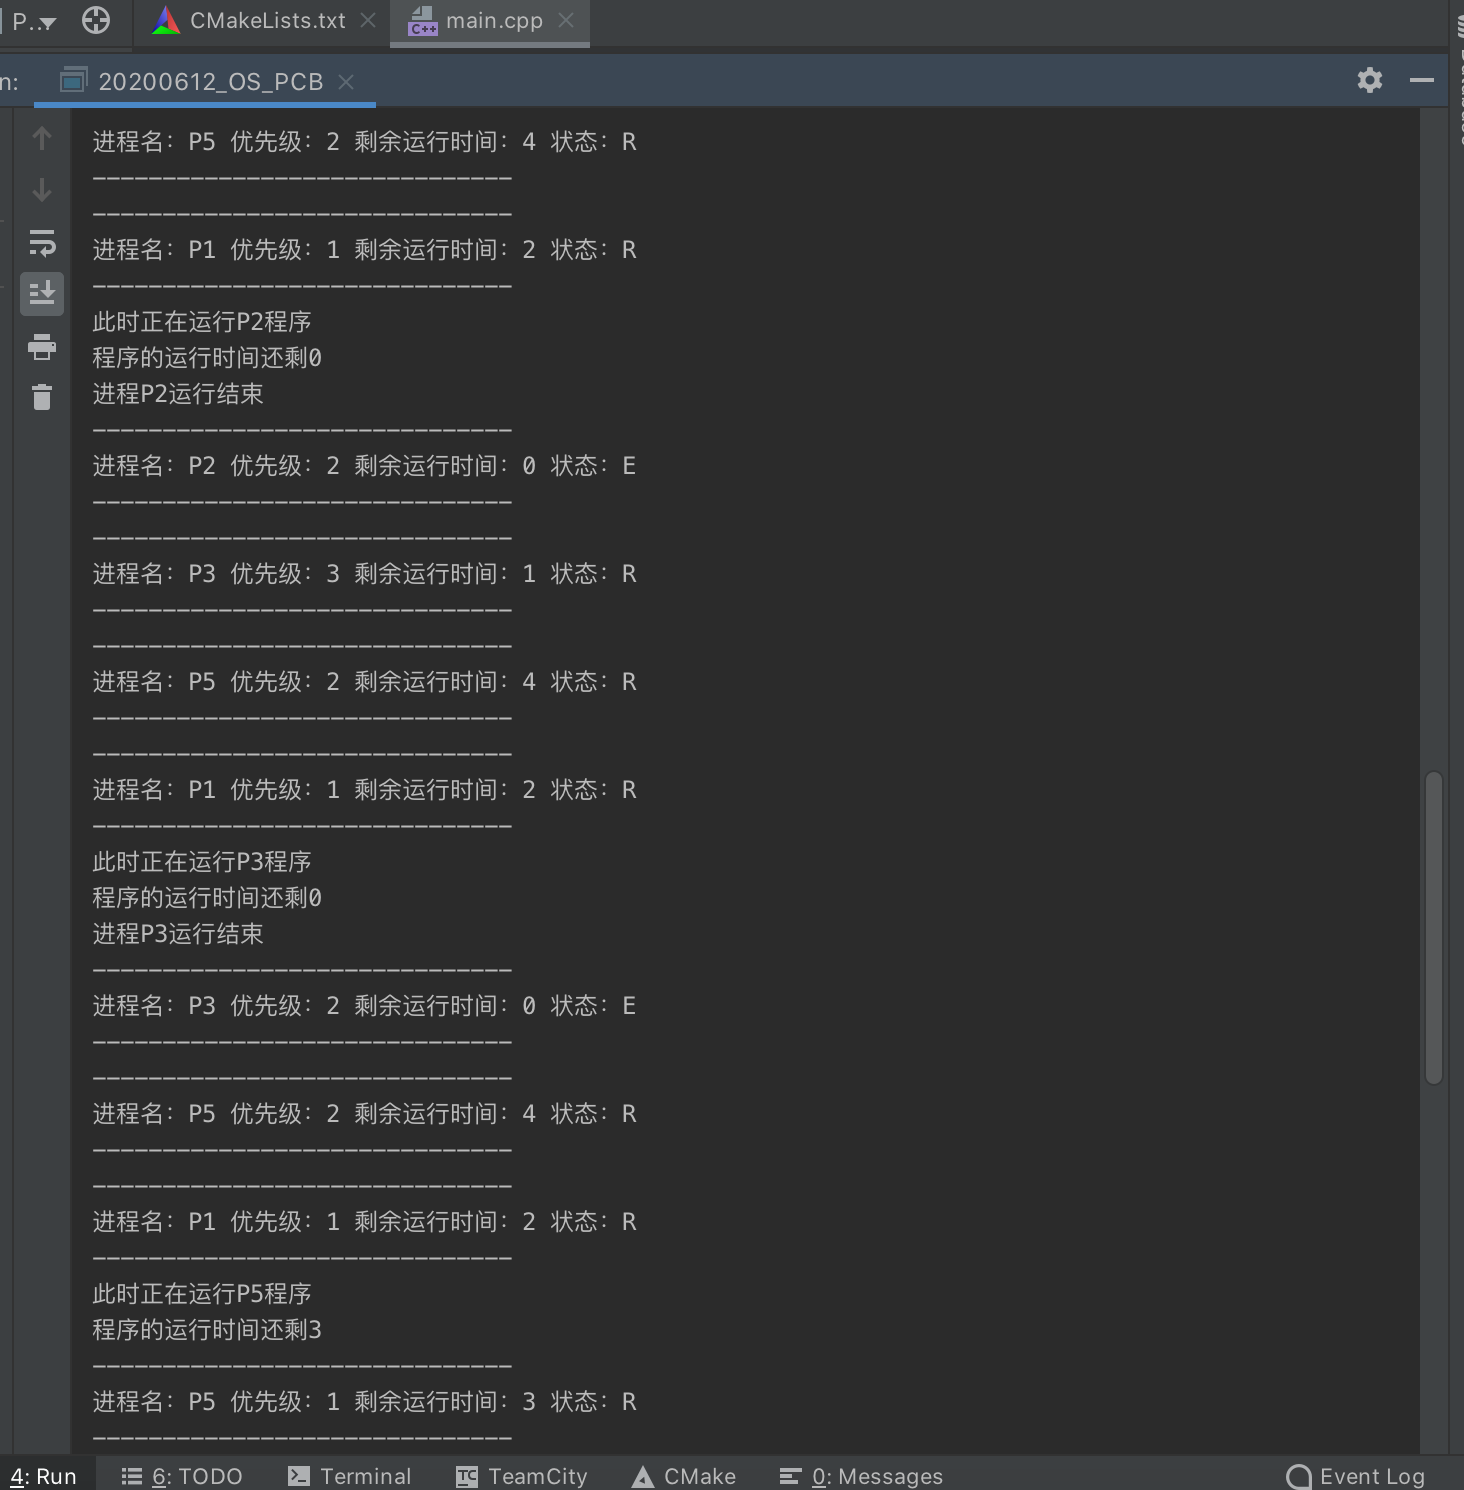 P...
CMakeLists.txt
main.cpp
n:
20200612_OS_PCB
进程名：P5 优先级：2 剩余运行时间：4 状态：R
------------------------------
------------------------------
进程名：P1 优先级：1 剩余运行时间：2 状态：R
------------------------------
此时正在运行P2程序
程序的运行时间还剩0
进程P2运行结束
------------------------------
进程名：P2 优先级：2 剩余运行时间：0 状态：E
------------------------------
------------------------------
进程名：P3 优先级：3 剩余运行时间：1 状态：R
------------------------------
------------------------------
进程名：P5 优先级：2 剩余运行时间：4 状态：R
------------------------------
------------------------------
进程名：P1 优先级：1 剩余运行时间：2 状态：R
------------------------------
此时正在运行P3程序
程序的运行时间还剩0
进程P3运行结束
------------------------------
进程名：P3 优先级：2 剩余运行时间：0 状态：E
------------------------------
------------------------------
进程名：P5 优先级：2 剩余运行时间：4 状态：R
------------------------------
------------------------------
进程名：P1 优先级：1 剩余运行时间：2 状态：R
------------------------------
此时正在运行P5程序
程序的运行时间还剩3
------------------------------
进程名：P5 优先级：1 剩余运行时间：3 状态：R
------------------------------
4: Run
6: TODO
Terminal
TeamCity
CMake
0: Messages
Event Log